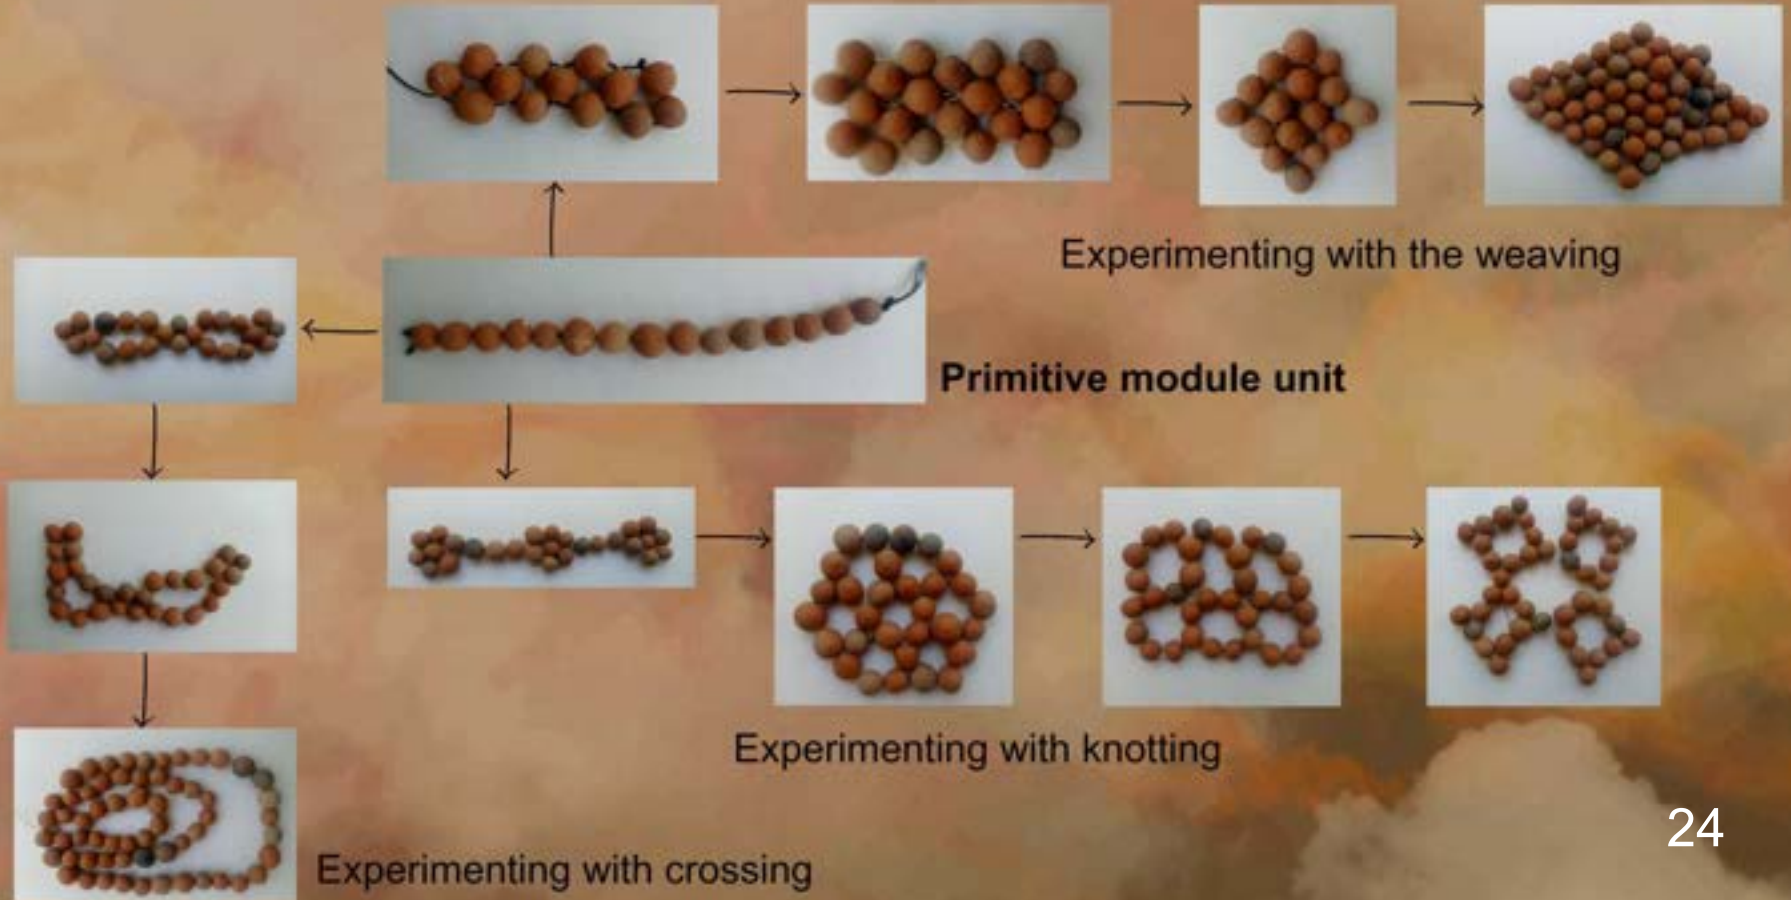 Experimenting with the weaving
Primitive module unit
Experimenting with knotting
Experimenting with crossing
24